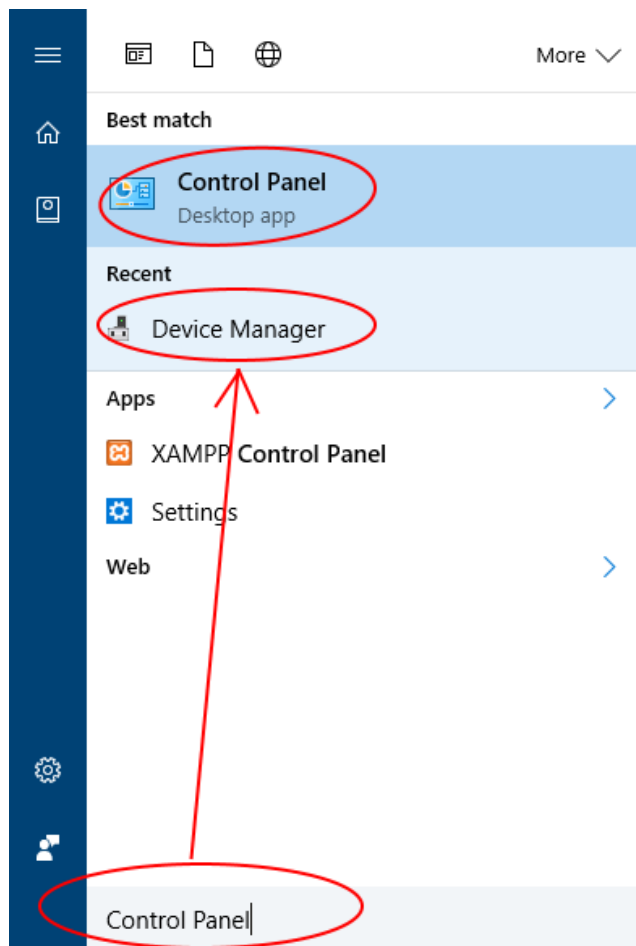 More
Best match
Control Panel
Desktop app
Recent
Device Manager
Apps
XAMPP Control Panel
Settings
Web
Control Panel